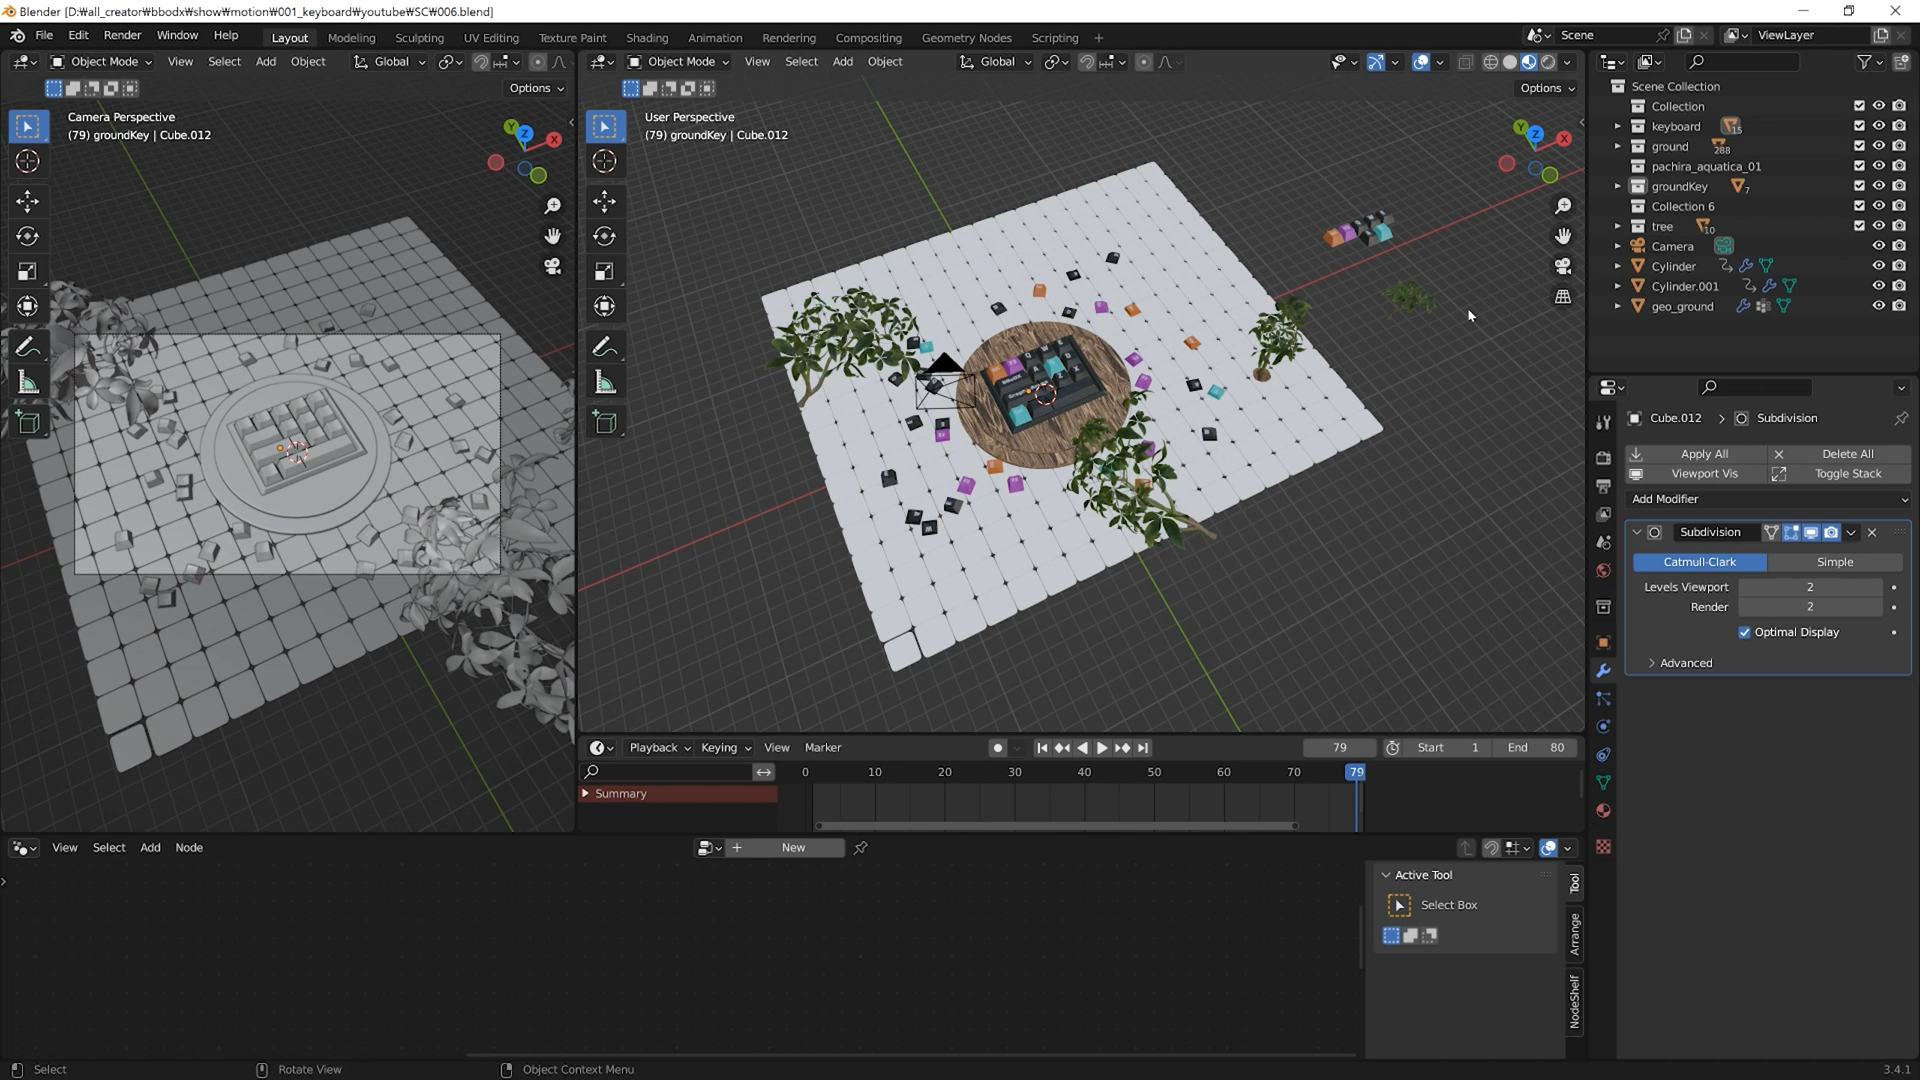 Blender [D:₩all_creator₩bbodx₩show₩motion₩001_keyboard₩youtube₩SC₩006.blend]
File Edit Render Window Help Layout Modeling Sculpting UV Editing Texture Paint Shading Animation Rendering Compositing Geometry Nodes Scripting + Scene ViewLayer
Object Mode View Select Add Object Global
Object Mode View Select Add Object Global
Options
Options
Camera Perspective
(79) groundKey | Cube.012
User Perspective
(79) groundKey | Cube.012
Y Z X
Y Z X
Scene Collection
Collection
keyboard 15
ground 288
pachira_aquatica_01
groundKey 7
Collection 6
tree 10
Camera
Cylinder
Cylinder.001
geo_ground
Cube.012 > Subdivision
Apply All Delete All
Viewport Vis Toggle Stack
Add Modifier
Subdivision
Catmull-Clark Simple
Levels Viewport 2
Render 2
Optimal Display
Advanced
Playback Keying View Marker 79 Start 1 End 80
0 10 20 30 40 50 60 70 79
Summary
View Select Add Node + New
Active Tool
Select Box
Tool
Arrange
NodeShelf
Select Rotate View Object Context Menu 3.4.1